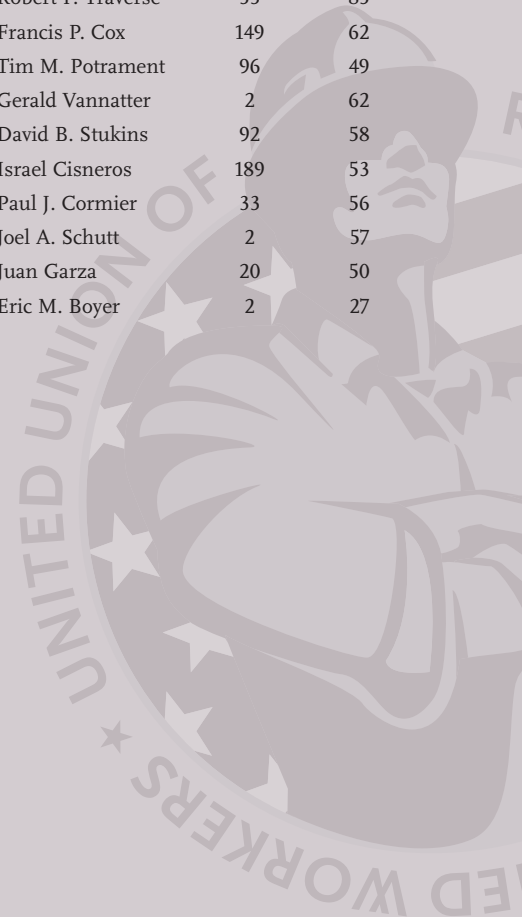 Francis P. Cox 149 62
Tim M. Potrament 96 49
Gerald Vannatter 2 62
David B. Stukins 92 58
Israel Cisneros 189 53
Paul J. Cormier 33 56
Joel A. Schutt 2 57
Juan Garza 20 50
Eric M. Boyer 2 27
UNITED UNION OF R
ED WORKERS